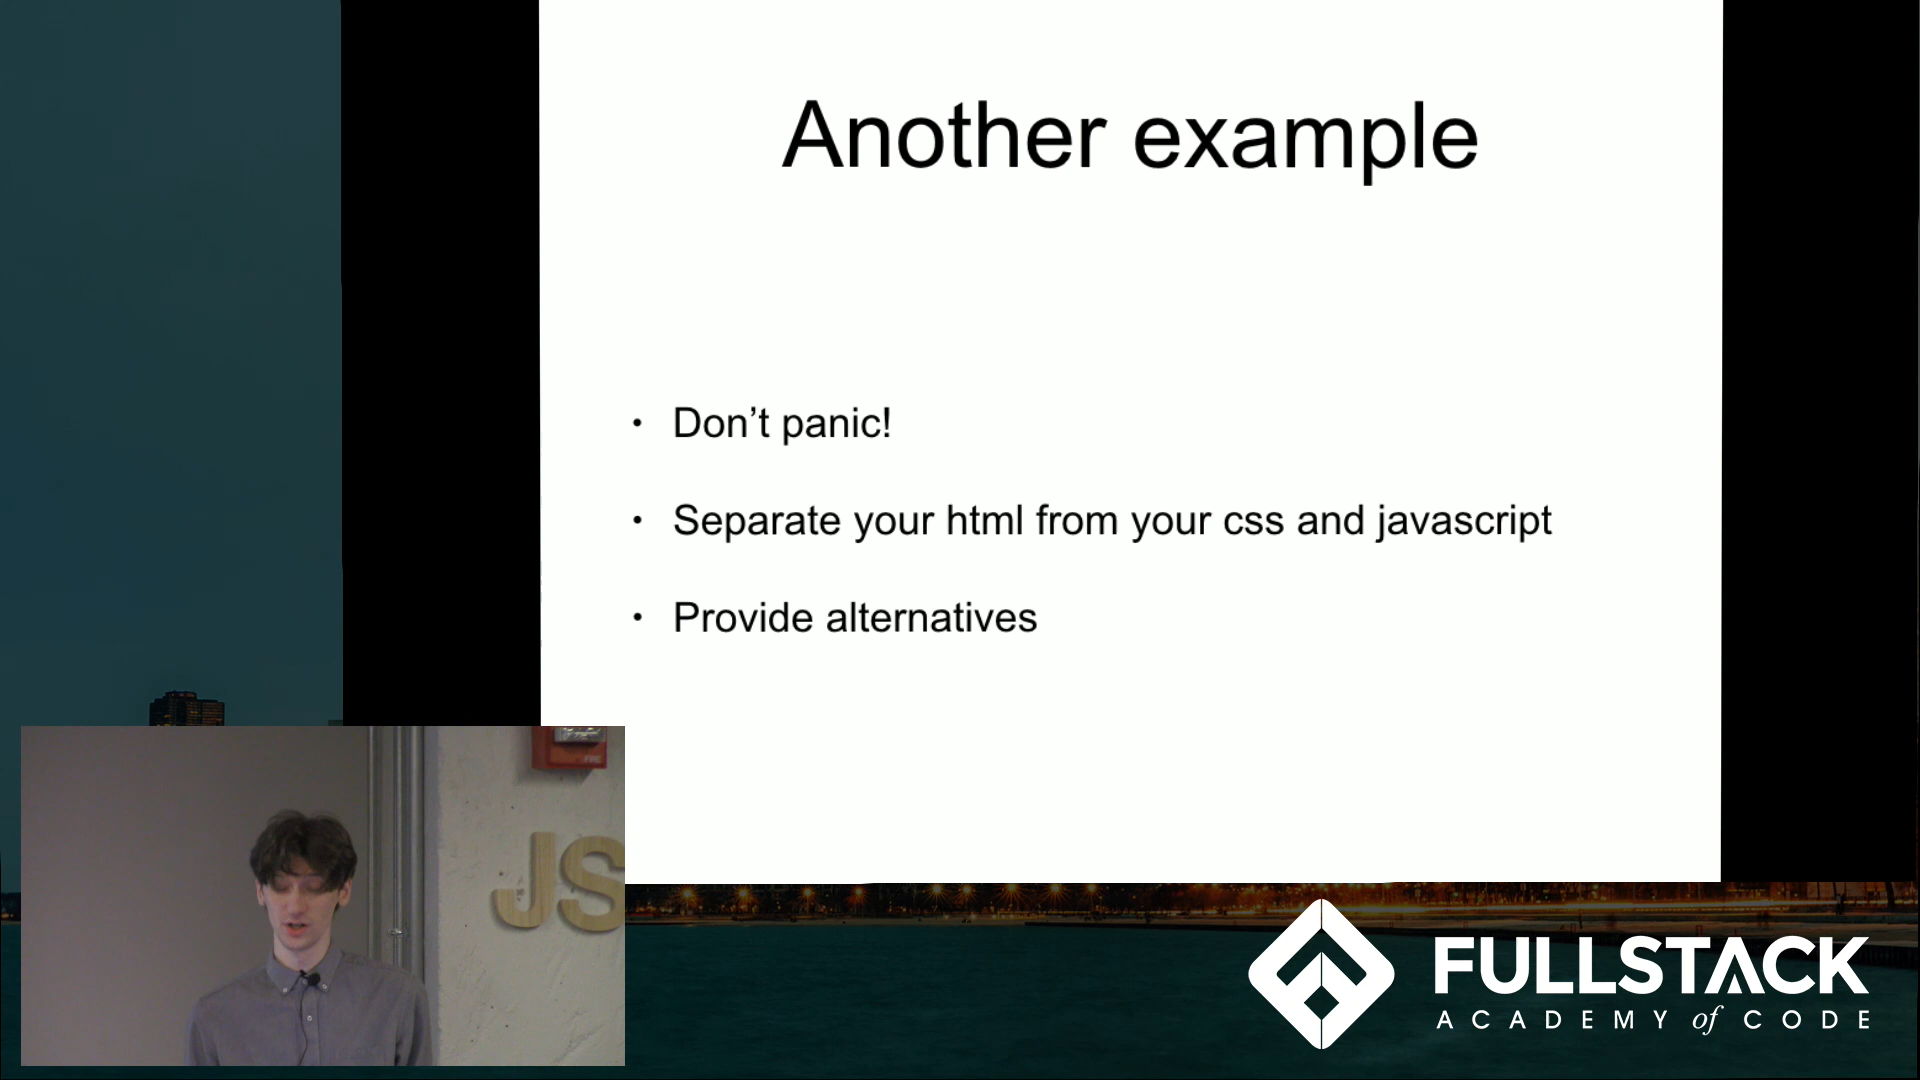 Another example
• Don’t panic!
• Separate your html from your css and javascript
• Provide alternatives
FIRE
JS
FULLSTACK
ACADEMY of CODE